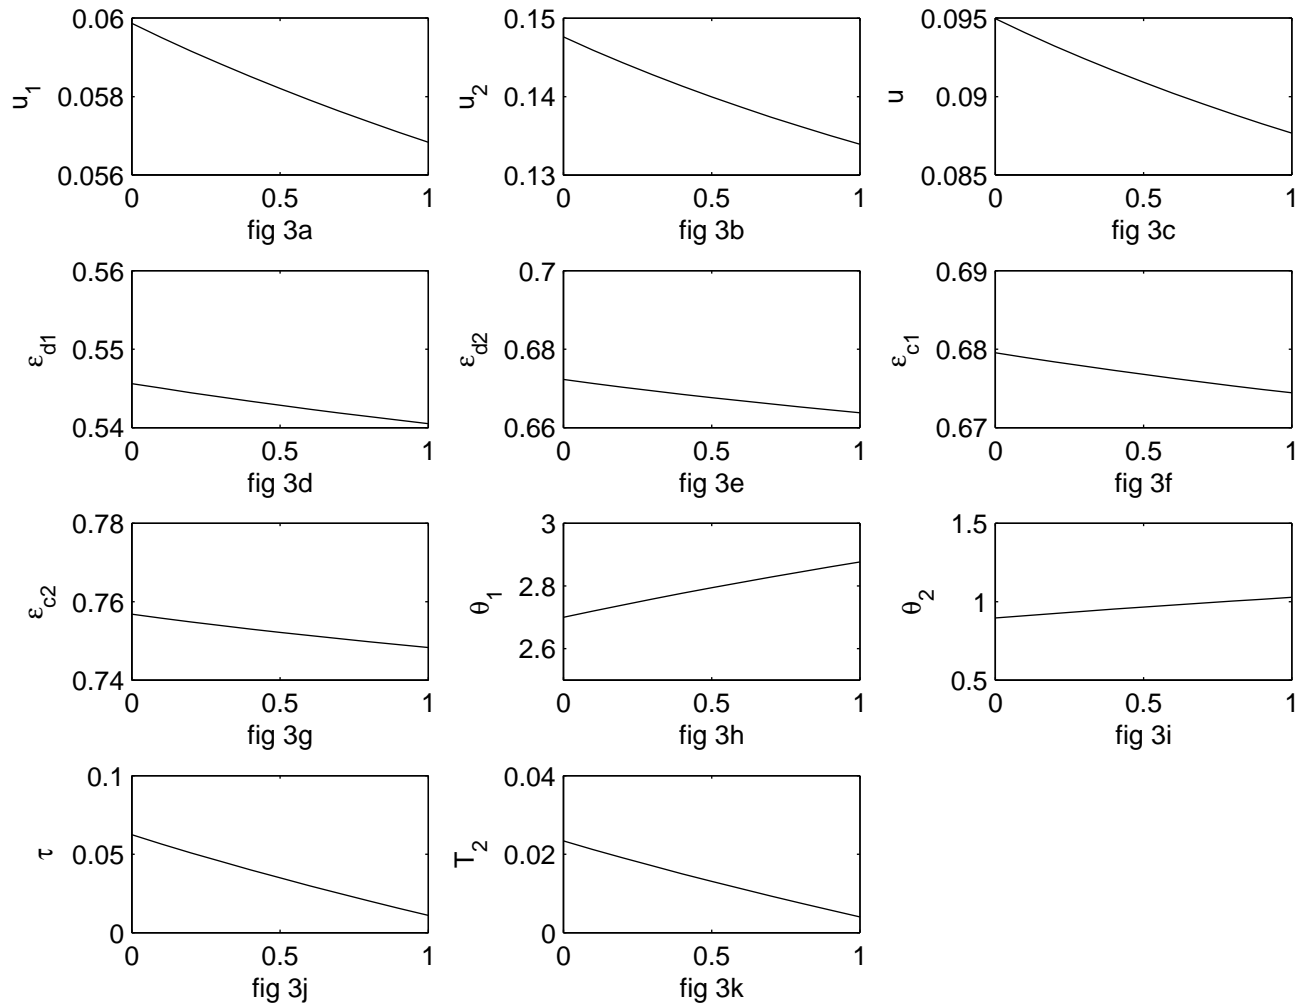 0.06
0.058
0.056
u1
0 0.5 1
fig 3a
0.15
0.14
0.13
u2
0 0.5 1
fig 3b
0.095
0.09
0.085
u
0 0.5 1
fig 3c
0.56
0.55
0.54
εd1
0 0.5 1
fig 3d
0.7
0.68
0.66
εd2
0 0.5 1
fig 3e
0.69
0.68
0.67
εc1
0 0.5 1
fig 3f
0.78
0.76
0.74
εc2
0 0.5 1
fig 3g
3
2.8
2.6
θ1
0 0.5 1
fig 3h
1.5
1
0.5
θ2
0 0.5 1
fig 3i
0.1
0.05
0
τ
0 0.5 1
fig 3j
0.04
0.02
0
T2
0 0.5 1
fig 3k